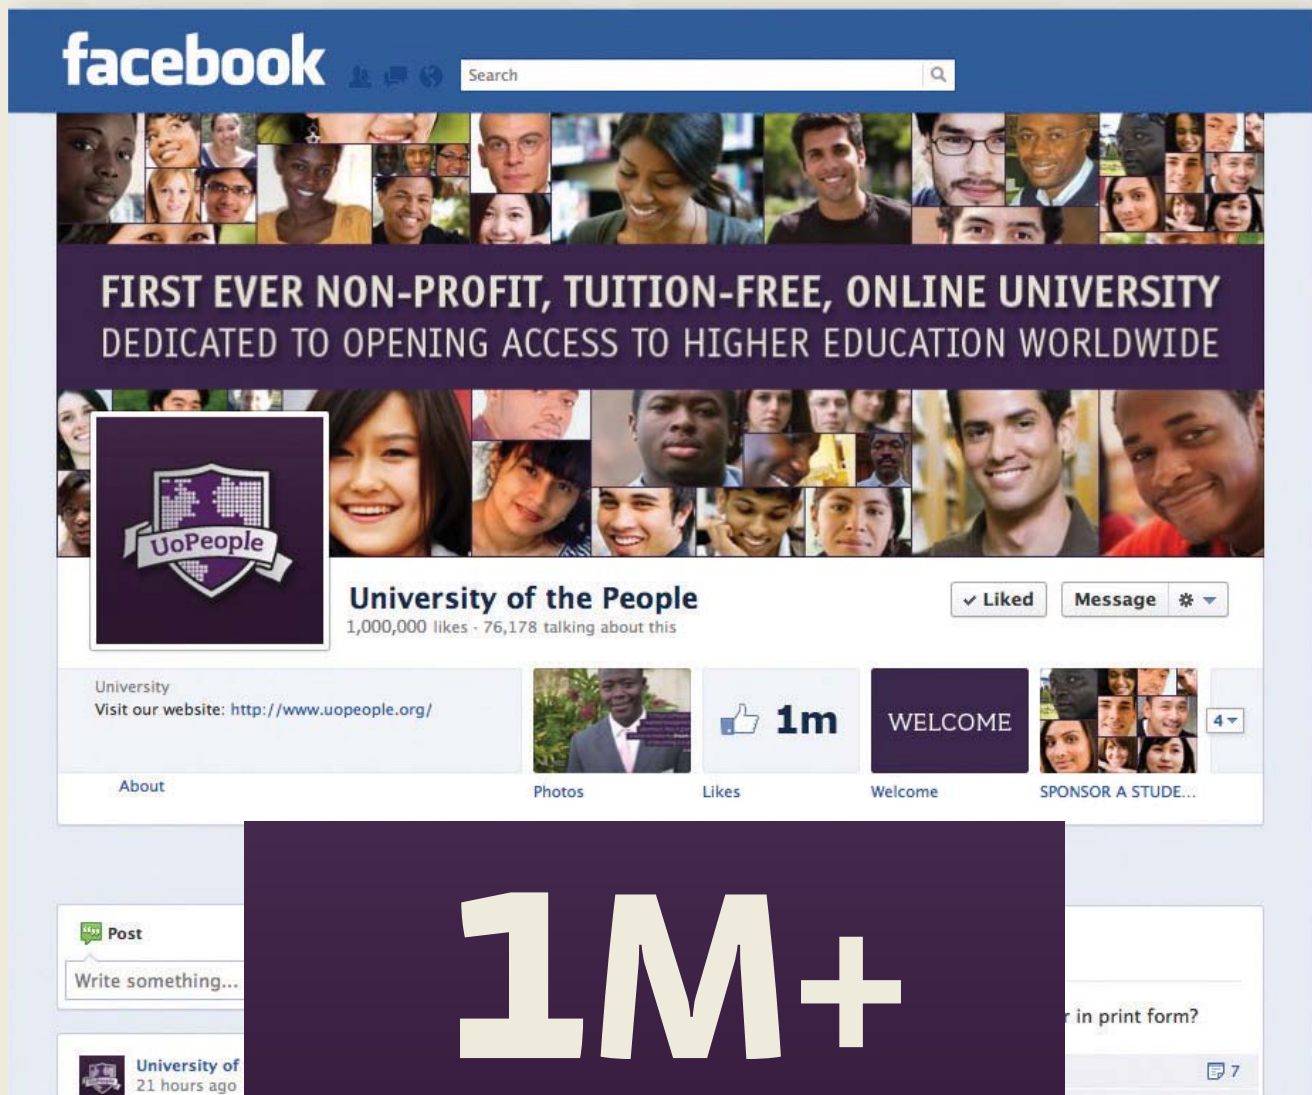 facebook
Search
FIRST EVER NON-PROFIT, TUITION-FREE, ONLINE UNIVERSITY
DEDICATED TO OPENING ACCESS TO HIGHER EDUCATION WORLDWIDE
UoPeople
University of the People
✓ Liked
Message
1,000,000 likes · 76,178 talking about this
University
Visit our website: http://www.uopeople.org/
1m
WELCOME
4
About
Photos
Likes
Welcome
SPONSOR A STUDE...
1M+
Post
Write something...
r in print form?
University of
21 hours ago
7